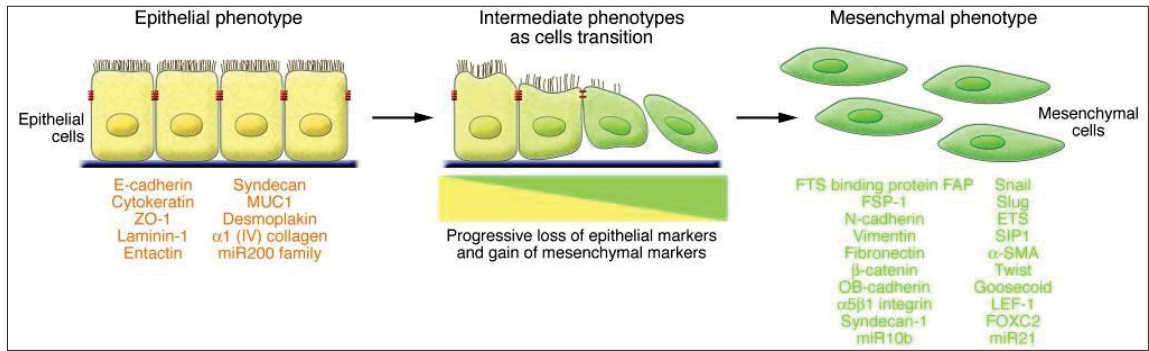 Epithelial phenotype
Intermediate phenotypes
as cells transition
Mesenchymal phenotype
Epithelial
cells
Mesenchymal
cells
E-cadherin
Cytokeratin
ZO-1
Laminin-1
Entactin
Syndecan
MUC1
Desmoplakin
α1 (IV) collagen
miR200 family
Progressive loss of epithelial markers
and gain of mesenchymal markers
FTS binding protein FAP
FSP-1
N-cadherin
Vimentin
Fibronectin
β-catenin
OB-cadherin
α5β1 integrin
Syndecan-1
miR10b
Snail
Slug
ETS
SIP1
α-SMA
Twist
Goosecoid
LEF-1
FOXC2
miR21